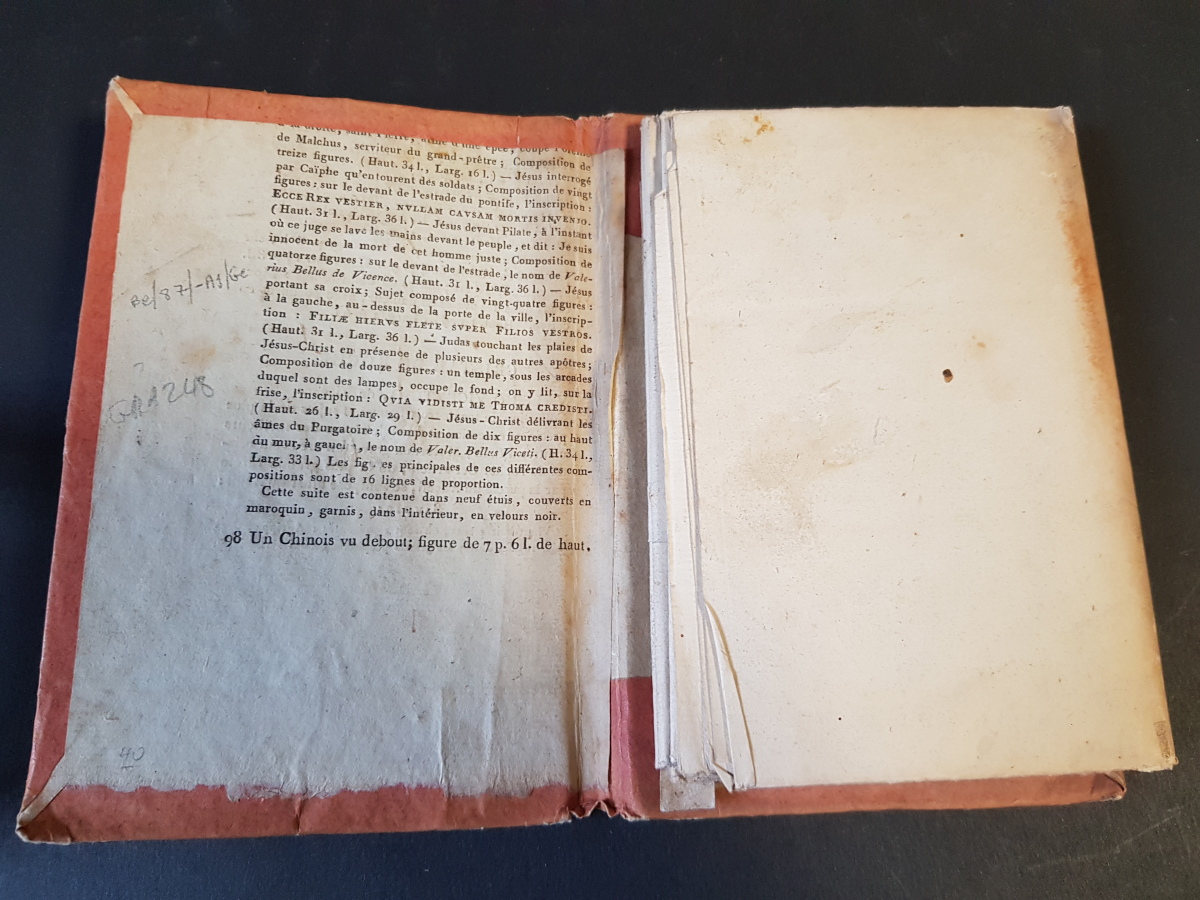 à la droite, saint Pierre, armé d'une épée, coupe l'oreille
de Malchus, serviteur du grand-prêtre; Composition de
treize figures. (Haut. 34 l., Larg. 16 l.) — Jésus interrogé
par Caïphe qu'entourent des soldats; Composition de vingt
figures: sur le devant de l'estrade du pontife, l'inscription:
ECCE REX VESTIER, NVLLAM CAVSAM MORTIS INVENIO.
(Haut. 31 l., Larg. 36 l.) — Jésus devant Pilate, à l'instant
où ce juge se lave les mains devant le peuple, et dit: Je suis
innocent de la mort de cet homme juste; Composition de
quatorze figures: sur le devant de l'estrade, le nom de Vale-
rius Bellus de Vicence. (Haut. 31 l., Larg. 36 l.) — Jésus
portant sa croix; Sujet composé de vingt-quatre figures:
à la gauche, au-dessus de la porte de la ville, l'inscrip-
tion: FILIÆ HIERVS FLETE SVPER FILIOS VESTROS.
(Haut. 31 l., Larg. 36 l.) — Judas touchant les plaies de
Jésus-Christ en présence de plusieurs des autres apôtres;
Composition de douze figures: un temple, sous les arcades
duquel sont des lampes, occupe le fond; on y lit, sur la
frise, l'inscription: QVIA VIDISTI ME THOMA CREDISTI.
(Haut. 26 l., Larg. 29 l.) — Jésus-Christ délivrant les
âmes du Purgatoire; Composition de dix figures: au haut
du mur, à gauche, le nom de Valer. Bellus Viceti. (H. 34 l.,
Larg. 33 l.) Les figures principales de ces différentes com-
positions sont de 16 lignes de proportion.
Cette suite est contenue dans neuf étuis, couverts en
maroquin, garnis, dans l'intérieur, en velours noir.
98 Un Chinois vu debout; figure de 7 p. 6 l. de haut.
40